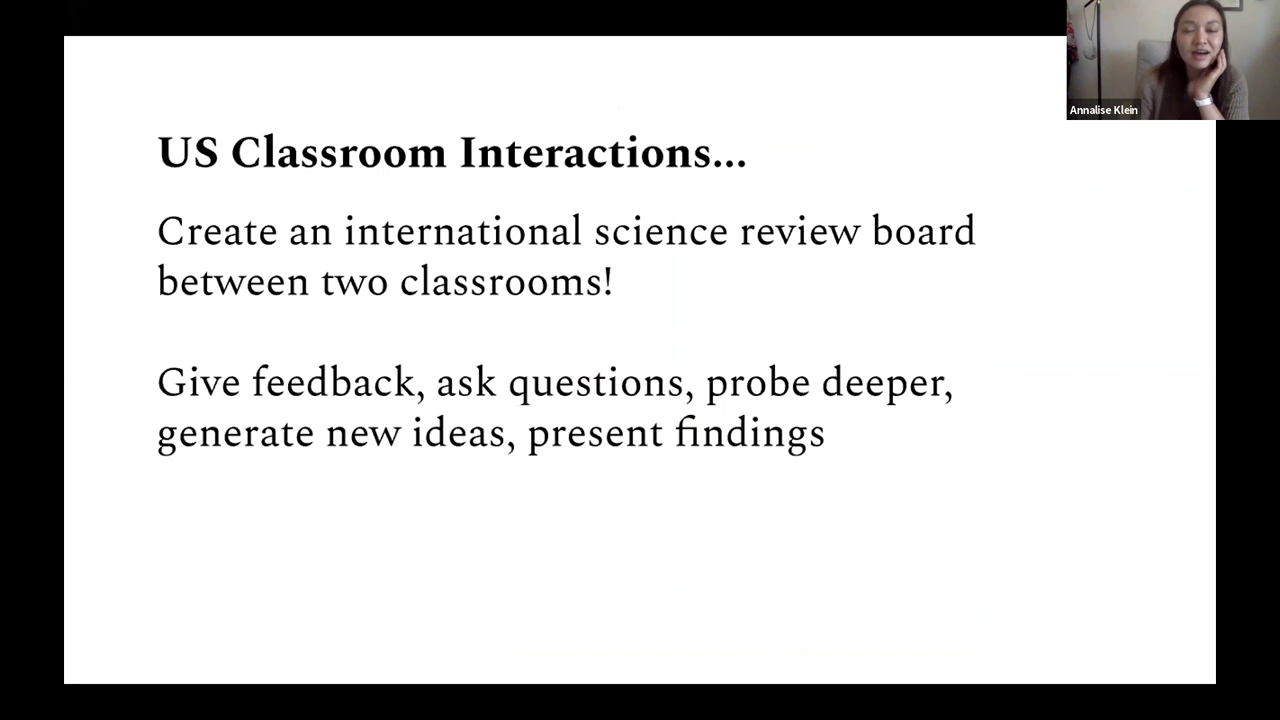 Annalise Klein
US Classroom Interactions...
Create an international science review board
between two classrooms!
Give feedback, ask questions, probe deeper,
generate new ideas, present findings